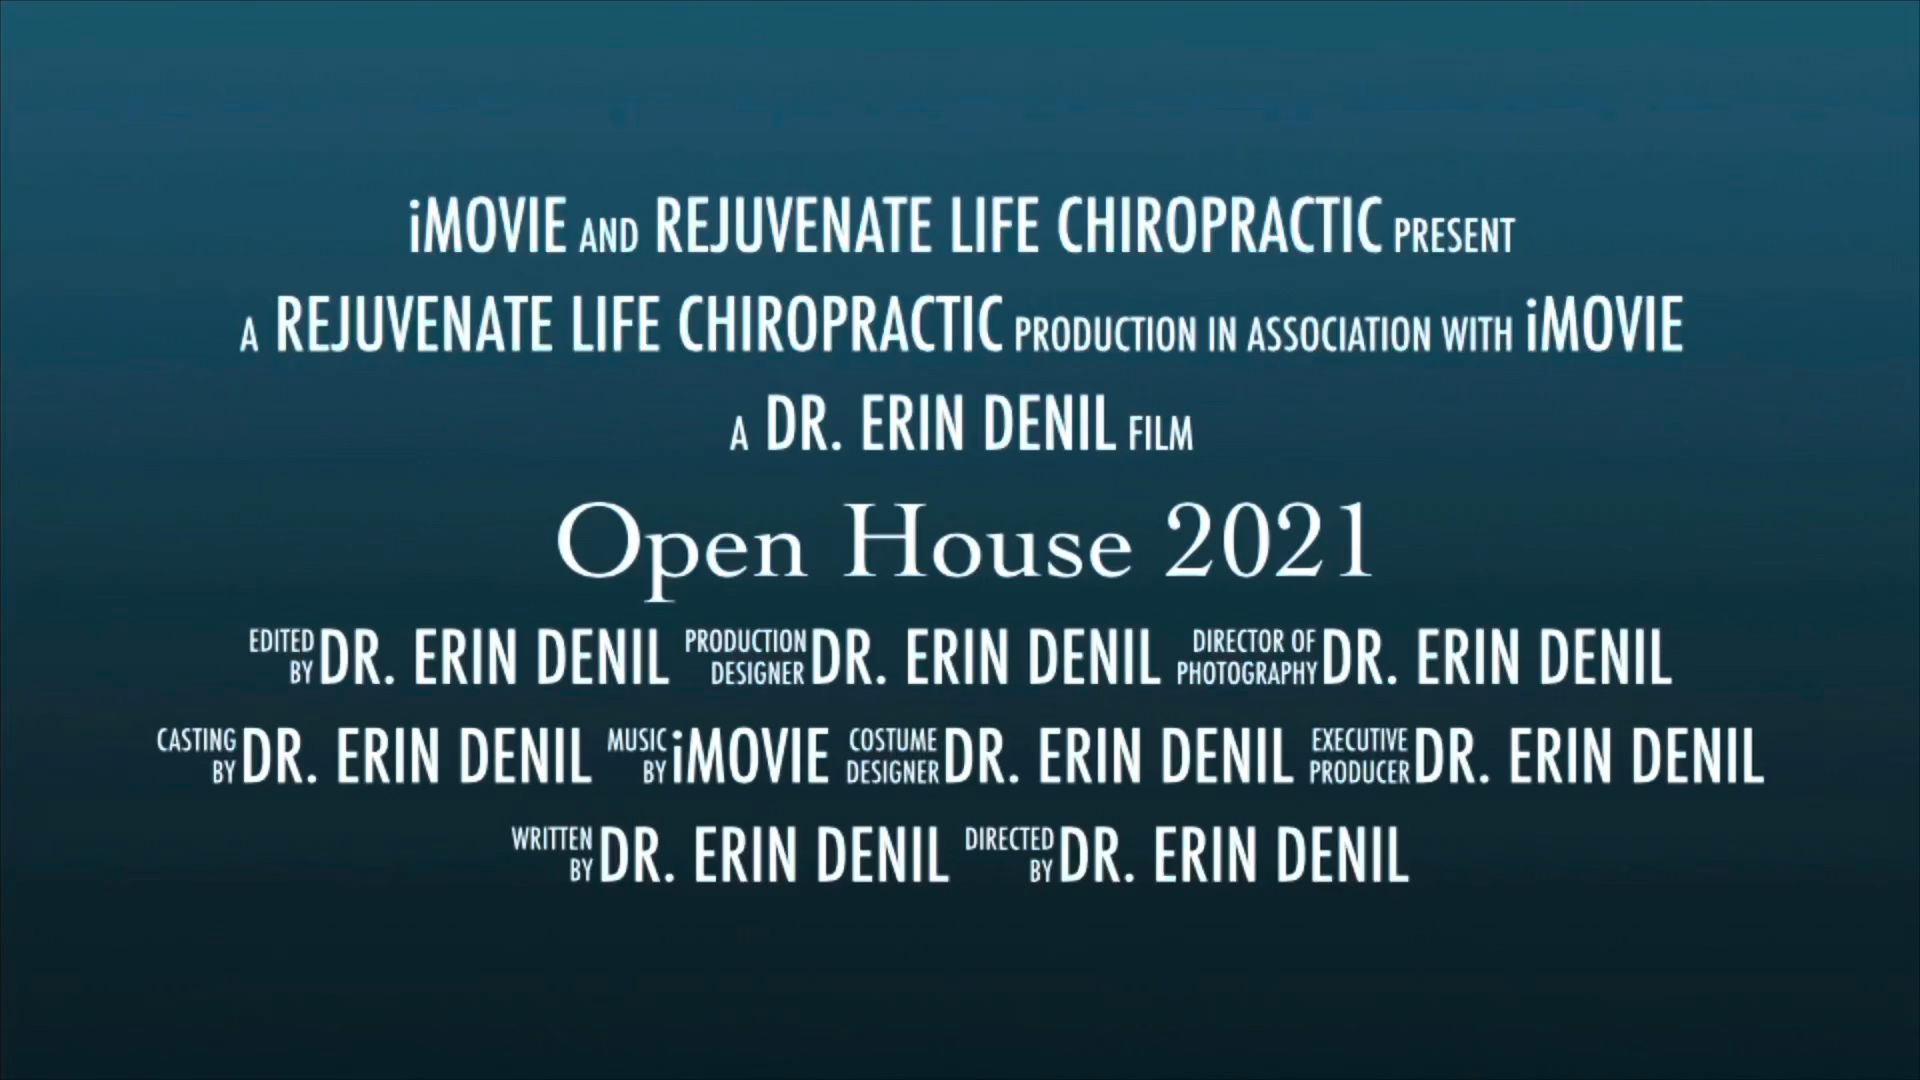 iMOVIE AND REJUVENATE LIFE CHIROPRACTIC PRESENT
A REJUVENATE LIFE CHIROPRACTIC PRODUCTION IN ASSOCIATION WITH iMOVIE
A DR. ERIN DENIL FILM
Open House 2021
EDITED BY DR. ERIN DENIL PRODUCTION DESIGNER DR. ERIN DENIL DIRECTOR OF PHOTOGRAPHY DR. ERIN DENIL
CASTING BY DR. ERIN DENIL MUSIC BY iMOVIE COSTUME DESIGNER DR. ERIN DENIL EXECUTIVE PRODUCER DR. ERIN DENIL
WRITTEN BY DR. ERIN DENIL DIRECTED BY DR. ERIN DENIL